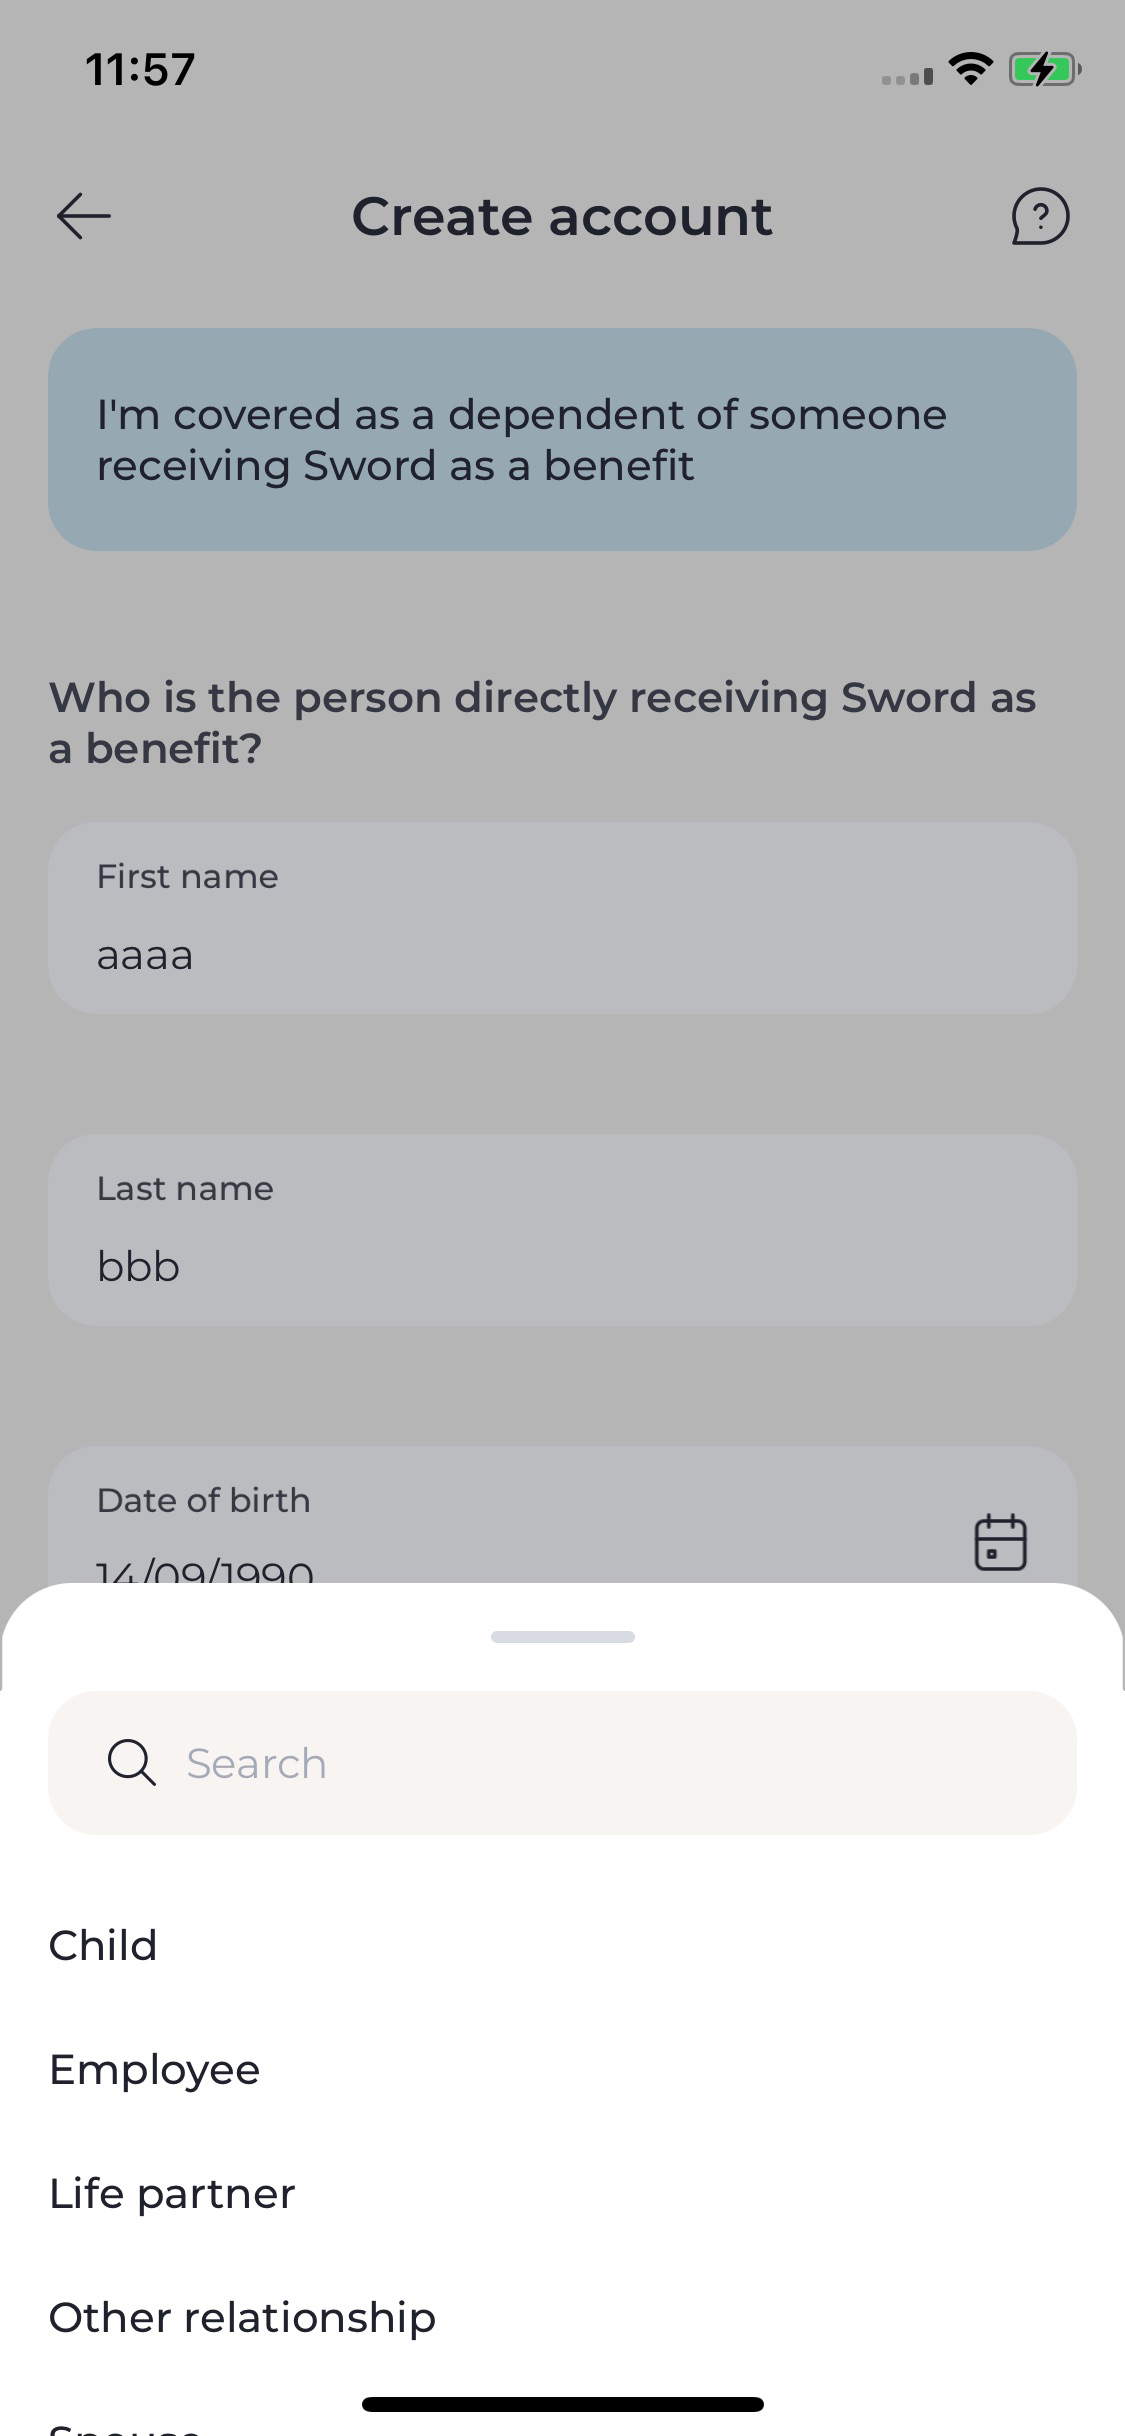 11:57
Create account
I'm covered as a dependent of someone
receiving Sword as a benefit
Who is the person directly receiving Sword as
a benefit?
First name
aaaa
Last name
bbb
Date of birth
14/09/1990
Search
Child
Employee
Life partner
Other relationship
Spouse